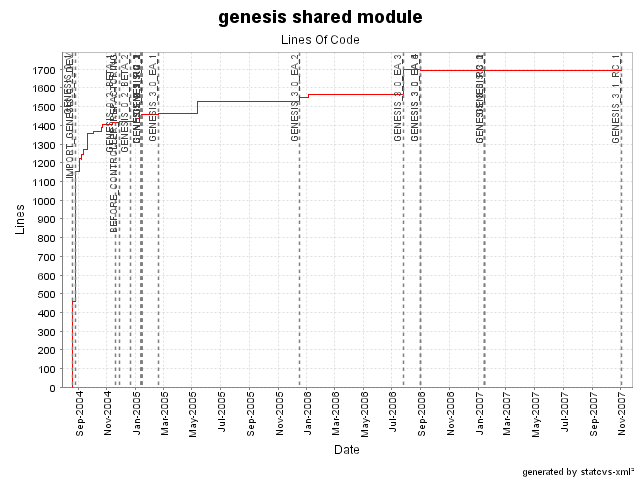 genesis shared module
Lines Of Code
1700
1600
1500
1400
1300
1200
1100
1000
900
800
700
600
500
400
300
200
100
0
Lines
GENESIS_3_0_EA_1
GENESIS_3_0_EA_2
GENESIS_3_0_EA_3
GENESIS_3_1_RC_1
Sep-2004
Nov-2004
Jan-2005
Mar-2005
May-2005
Jul-2005
Sep-2005
Nov-2005
Jan-2006
Mar-2006
May-2006
Jul-2006
Sep-2006
Nov-2006
Jan-2007
Mar-2007
May-2007
Jul-2007
Sep-2007
Nov-2007
Date
generated by statcvs-xml²